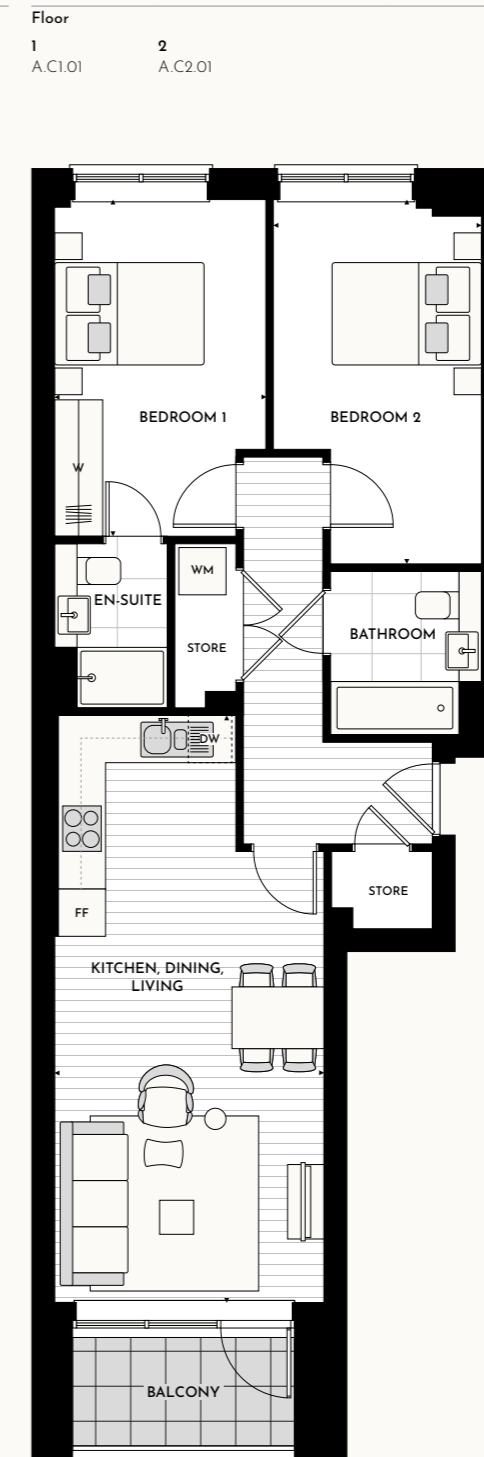 Floor
1 2
A.C1.01 A.C2.01
BEDROOM 1
BEDROOM 2
W
EN-SUITE
WM
STORE
BATHROOM
DW
STORE
FF
KITCHEN, DINING,
LIVING
BALCONY